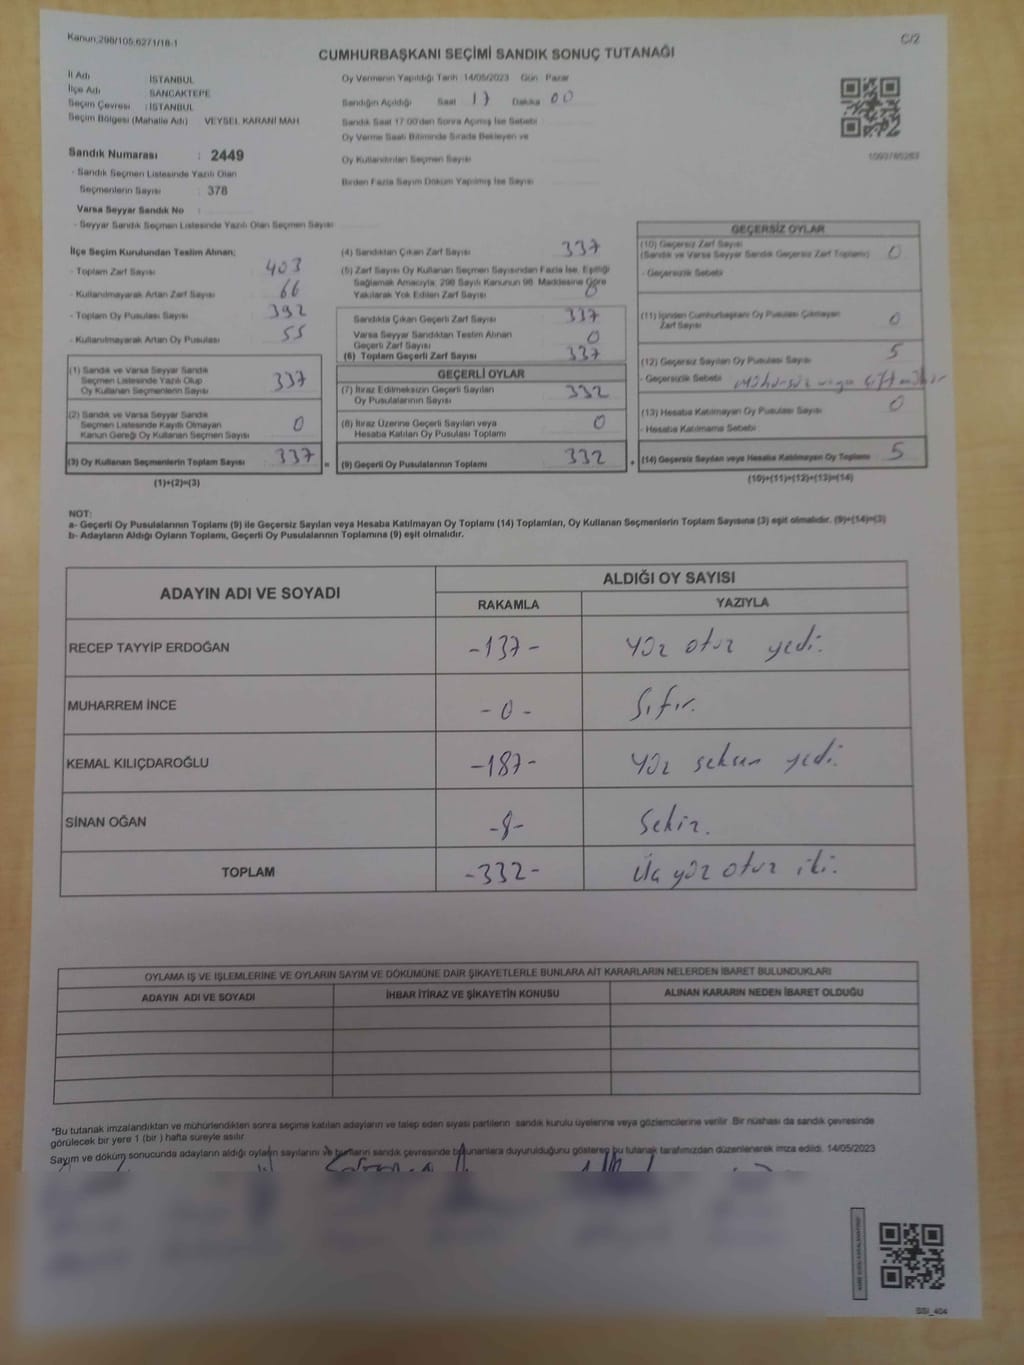 Kanun:298/105,6271/18-1
C/2
CUMHURBAŞKANI SEÇİMİ SANDIK SONUÇ TUTANAĞI
İl Adı : İSTANBUL
İlçe Adı : SANCAKTEPE
Seçim Çevresi : İSTANBUL
Seçim Bölgesi (Mahalle Adı) : VEYSEL KARANİ MAH.
Sandık Numarası : 2449
- Sandık Seçmen Listesinde Yazılı Olan
Seçmenlerin Sayısı : 378
Varsa Seyyar Sandık No :
- Seyyar Sandık Seçmen Listesinde Yazılı Olan Seçmen Sayısı :
Oy Vermenin Yapıldığı Tarih 14/05/2023 Gün Pazar
Sandığın Açıldığı Saat 17 Dakika 00
Sandık Saat 17:00'den Sonra Açılmış İse Sebebi
Oy Verme Saati Bitiminde Sırada Bekleyen ve
Oy Kullandırılan Seçmen Sayısı
Birden Fazla Sayım Döküm Yapılmış İse Sayısı
1093785263
İlçe Seçim Kurulundan Teslim Alınan:
- Toplam Zarf Sayısı 403
- Kullanılmayarak Artan Zarf Sayısı 66
- Toplam Oy Pusulası Sayısı 392
- Kullanılmayarak Artan Oy Pusulası 55
(1) Sandık ve Varsa Seyyar Sandık
Seçmen Listesinde Yazılı Olup
Oy Kullanan Seçmenlerin Sayısı 337
(2) Sandık ve Varsa Seyyar Sandık
Seçmen Listesinde Kayıtlı Olmayan
Kanun Gereği Oy Kullanan Seçmen Sayısı 0
(3) Oy Kullanan Seçmenlerin Toplam Sayısı 337 =
(1)+(2)=(3)
(4) Sandıktan Çıkan Zarf Sayısı 337
(5) Zarf Sayısı Oy Kullanan Seçmen Sayısından Fazla İse, Eşitliği
Sağlamak Amacıyla; 298 Sayılı Kanunun 98. Maddesine Göre
Yakılarak Yok Edilen Zarf Sayısı 0
Sandıkta Çıkan Geçerli Zarf Sayısı 337
Varsa Seyyar Sandıktan Teslim Alınan
Geçerli Zarf Sayısı 0
(6) Toplam Geçerli Zarf Sayısı 337
GEÇERLİ OYLAR
(7) İtiraz Edilmeksizin Geçerli Sayılan
Oy Pusulalarının Sayısı 332
(8) İtiraz Üzerine Geçerli Sayılan veya
Hesaba Katılan Oy Pusulası Toplamı 0
(9) Geçerli Oy Pusulalarının Toplamı 332 +
GEÇERSİZ OYLAR
(10) Geçersiz Zarf Sayısı
(Sandık ve Varsa Seyyar Sandık Geçersiz Zarf Toplamı) 0
- Geçersizlik Sebebi
(11) İçinden Cumhurbaşkanı Oy Pusulası Çıkmayan
Zarf Sayısı 0
(12) Geçersiz Sayılan Oy Pusulası Sayısı 5
- Geçersizlik Sebebi Mühürsüz veya çift mühür
(13) Hesaba Katılmayan Oy Pusulası Sayısı 0
- Hesaba Katılmama Sebebi
(14) Geçersiz Sayılan veya Hesaba Katılmayan Oy Toplamı 5
(10)+(11)+(12)+(13)=(14)
NOT:
a- Geçerli Oy Pusulalarının Toplamı (9) ile Geçersiz Sayılan veya Hesaba Katılmayan Oy Toplamı (14) Toplamları, Oy Kullanan Seçmenlerin Toplam Sayısına (3) eşit olmalıdır. (9)+(14)=(3)
b- Adayların Aldığı Oyların Toplamı, Geçerli Oy Pusulalarının Toplamına (9) eşit olmalıdır.
ADAYIN ADI VE SOYADI
ALDIĞI OY SAYISI
RAKAMLA YAZIYLA
RECEP TAYYİP ERDOĞAN -137- Yüz otuz yedi.
MUHARREM İNCE -0- Sıfır.
KEMAL KILIÇDAROĞLU -187- Yüz seksen yedi.
SİNAN OĞAN -8- Sekiz.
TOPLAM -332- Üç yüz otuz iki.
OYLAMA İŞ VE İŞLEMLERİNE VE OYLARIN SAYIM VE DÖKÜMÜNE DAİR ŞİKAYETLERLE BUNLARA AİT KARARLARIN NELERDEN İBARET BULUNDUKLARI
ADAYIN ADI VE SOYADI İHBAR İTİRAZ VE ŞİKAYETİN KONUSU ALINAN KARARIN NEDEN İBARET OLDUĞU
*Bu tutanak imzalandıktan ve mühürlendikten sonra seçime katılan adayların ve talep eden siyasi partilerin sandık kurulu üyelerine veya gözlemcilerine verilir. Bir nüshası da sandık çevresinde
görülecek bir yere 1 (bir ) hafta süreyle asılır.
Sayım ve döküm sonucunda adayların aldığı oyların sayılarını ve bunların sandık çevresinde bulunanlara duyurulduğunu gösteren bu tutanak tarafımızdan düzenlenerek imza edildi. 14/05/2023
SSI_404